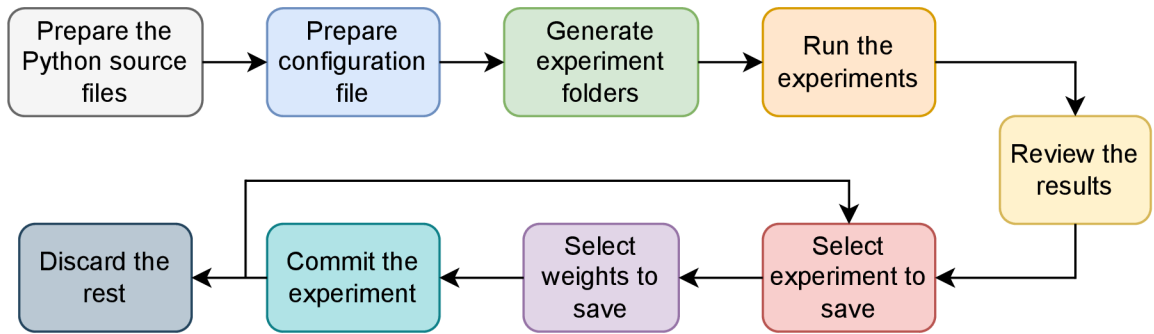 Prepare the
Python source
files
Prepare
configuration
file
Generate
experiment
folders
Run the
experiments
Review the
results
Select
experiment to
save
Select
weights to
save
Commit the
experiment
Discard the
rest